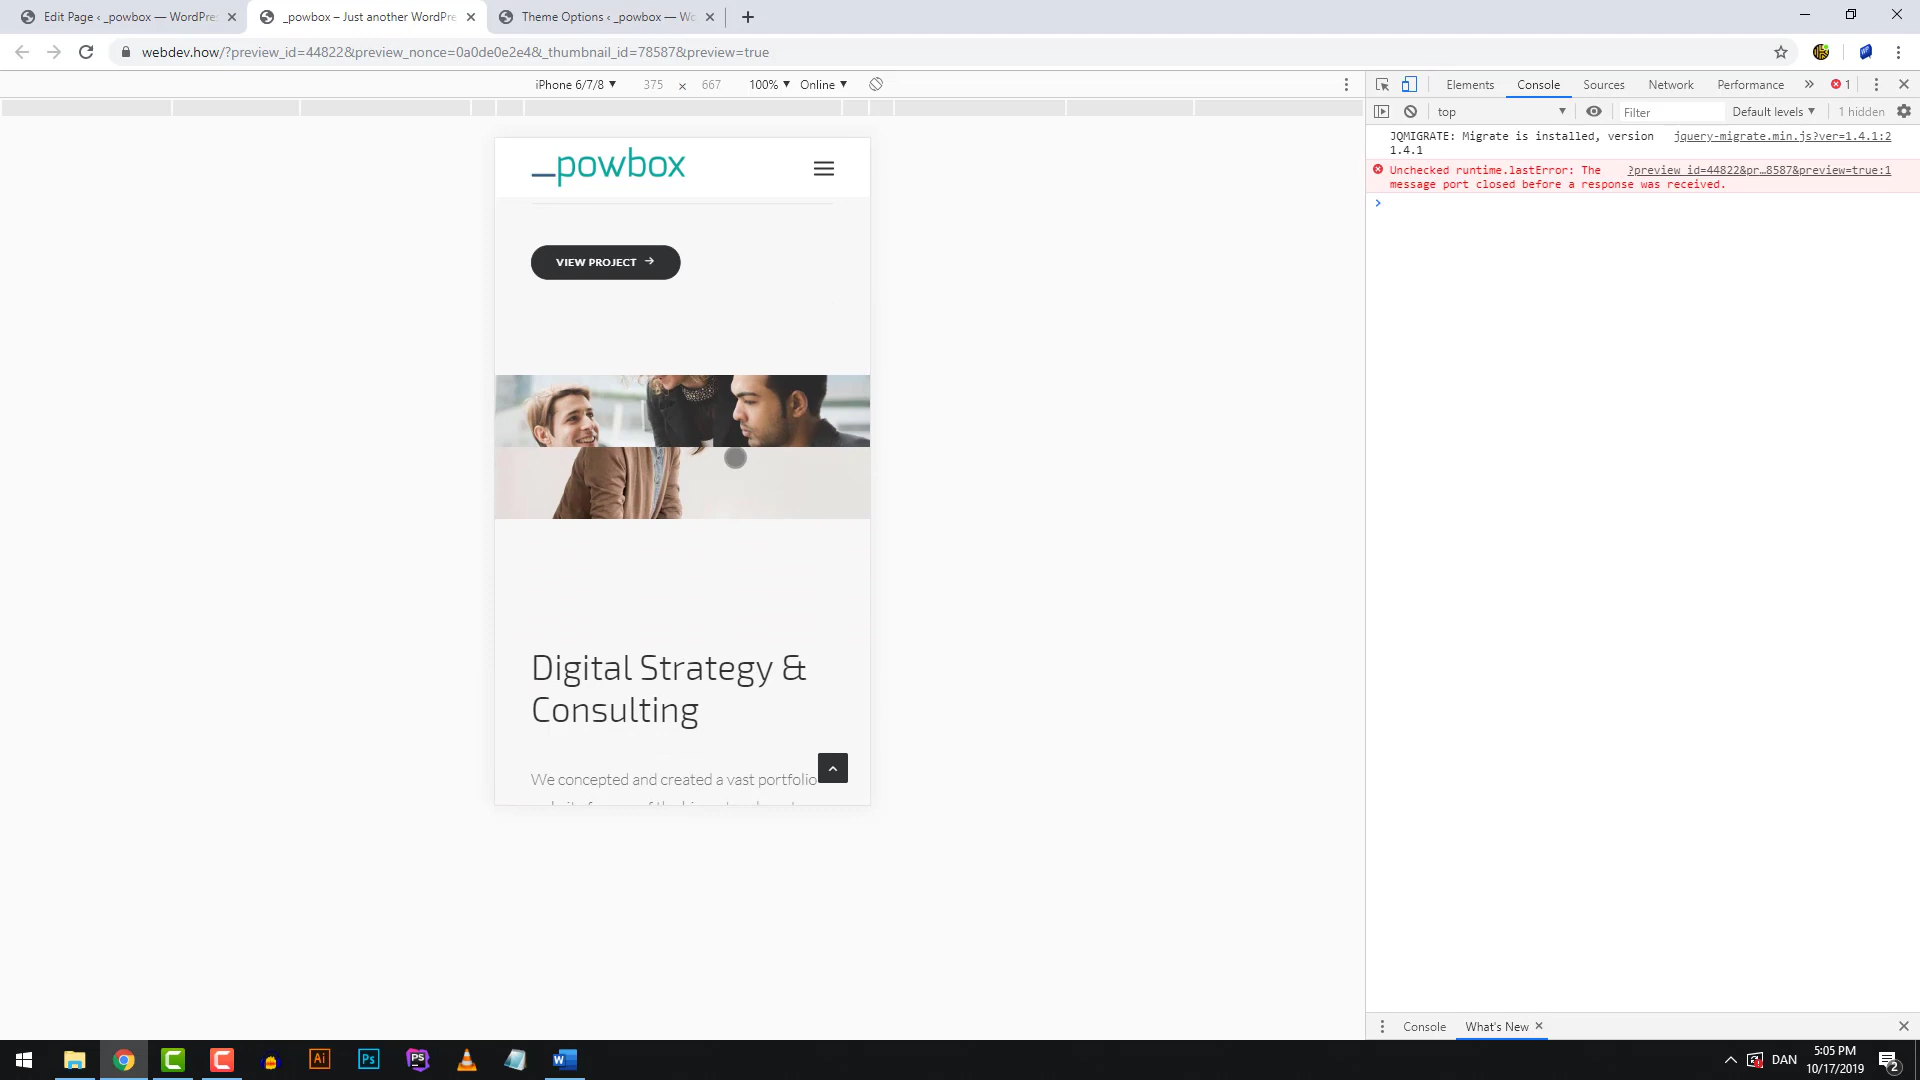 Edit Page ‹ _powbox — WordPre
_powbox – Just another WordPre
Theme Options ‹ _powbox — Wo
webdev.how/?preview_id=44822&preview_nonce=0a0de0e2e4&_thumbnail_id=78587&preview=true
iPhone 6/7/8 375 × 667 100% Online
Elements Console Sources Network Performance » 1
top Filter Default levels 1 hidden
JQMIGRATE: Migrate is installed, version jquery-migrate.min.js?ver=1.4.1:2
1.4.1
Unchecked runtime.lastError: The ?preview_id=44822&pr…8587&preview=true:1
message port closed before a response was received.
_powbox
VIEW PROJECT →
Digital Strategy &
Consulting
We concepted and created a vast portfolio
Console What's New ×
Ai
Ps
PS
W
DAN
5:05 PM
10/17/2019
2